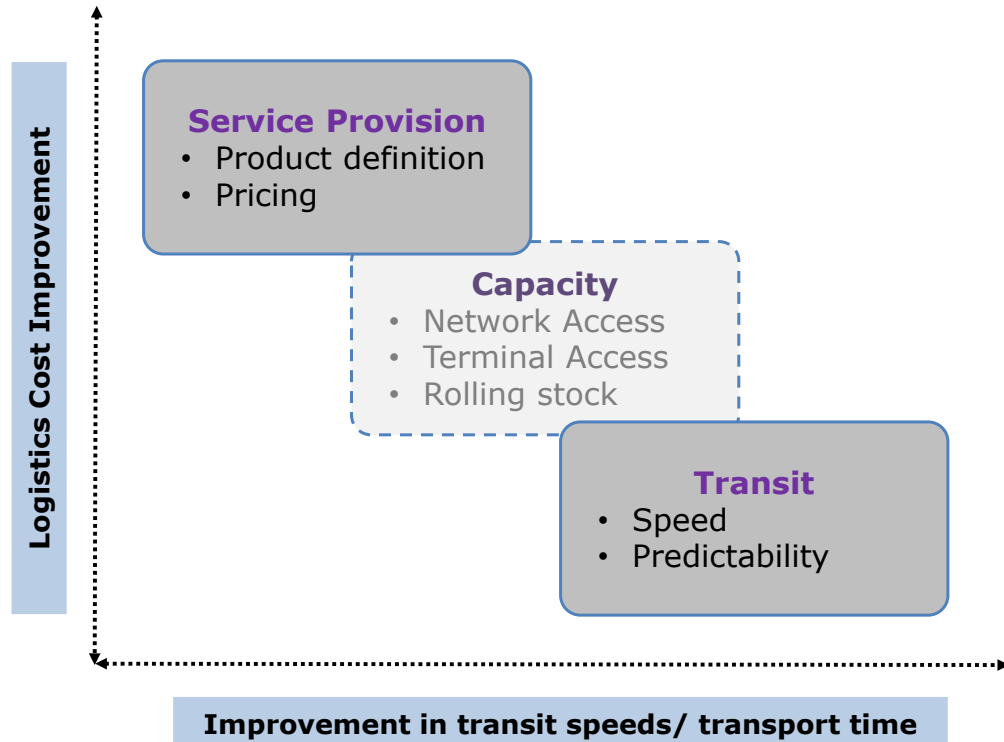 Logistics Cost Improvement
Service Provision
• Product definition
• Pricing
Capacity
• Network Access
• Terminal Access
• Rolling stock
Transit
• Speed
• Predictability
Improvement in transit speeds/ transport time